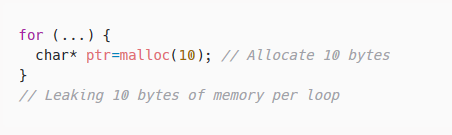 for (...) {
  char* ptr=malloc(10); // Allocate 10 bytes
}
// Leaking 10 bytes of memory per loop